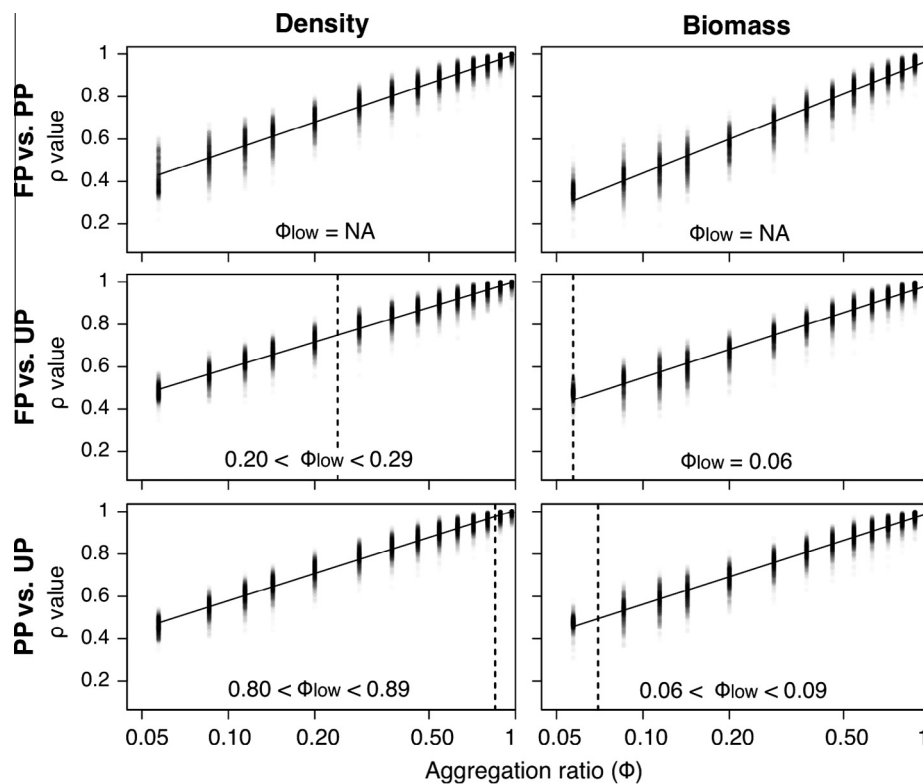 Density Biomass
FP vs. PP
ρ value
1
0.8
0.6
0.4
0.2
Φlow = NA
Φlow = NA
FP vs. UP
ρ value
1
0.8
0.6
0.4
0.2
0.20 < Φlow < 0.29
Φlow = 0.06
PP vs. UP
ρ value
1
0.8
0.6
0.4
0.2
0.80 < Φlow < 0.89
0.06 < Φlow < 0.09
0.05 0.10 0.20 0.50 1 0.05 0.10 0.20 0.50 1
Aggregation ratio (Φ)